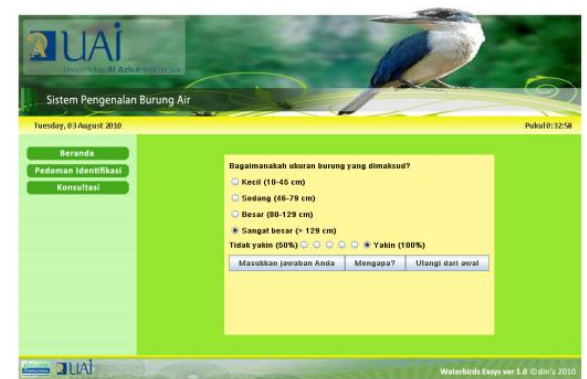 UAI
Universitas Al Azhar Indonesia
Sistem Pengenalan Burung Air
Tuesday, 03 August 2010
Pukul 0:32:58
Beranda
Pedoman Identifikasi
Konsultasi
Bagaimanakah ukuran burung yang dimaksud?
Kecil (10-45 cm)
Sedang (46-79 cm)
Besar (80-129 cm)
Sangat besar (> 129 cm)
Tidak yakin (50%) Yakin (100%)
Masukkan jawaban Anda Mengapa? Ulangi dari awal
UAI
Waterbirds Exsys ver 1.0 ©din's 2010